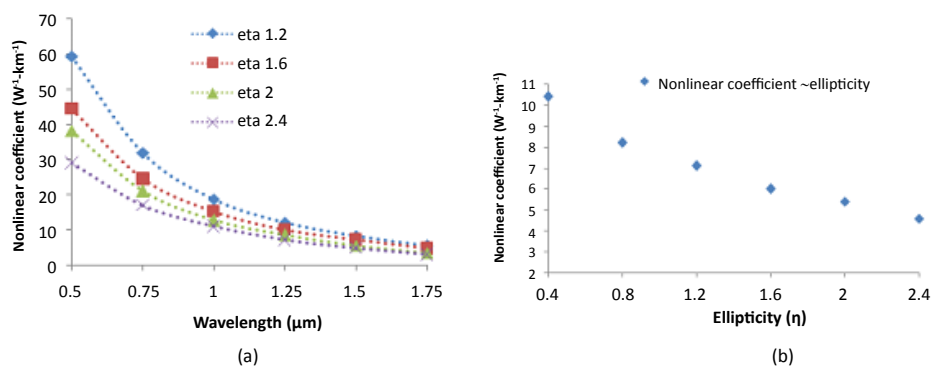 70
60
50
40
30
20
10
0
Nonlinear coefficient (W⁻¹-km⁻¹)
eta 1.2
eta 1.6
eta 2
eta 2.4
0.5 0.75 1 1.25 1.5 1.75
Wavelength (μm)
(a)
11
10
9
8
7
6
5
4
3
2
Nonlinear coefficient (W⁻¹-km⁻¹)
Nonlinear coefficient ~ellipticity
0.4 0.8 1.2 1.6 2 2.4
Ellipticity (η)
(b)